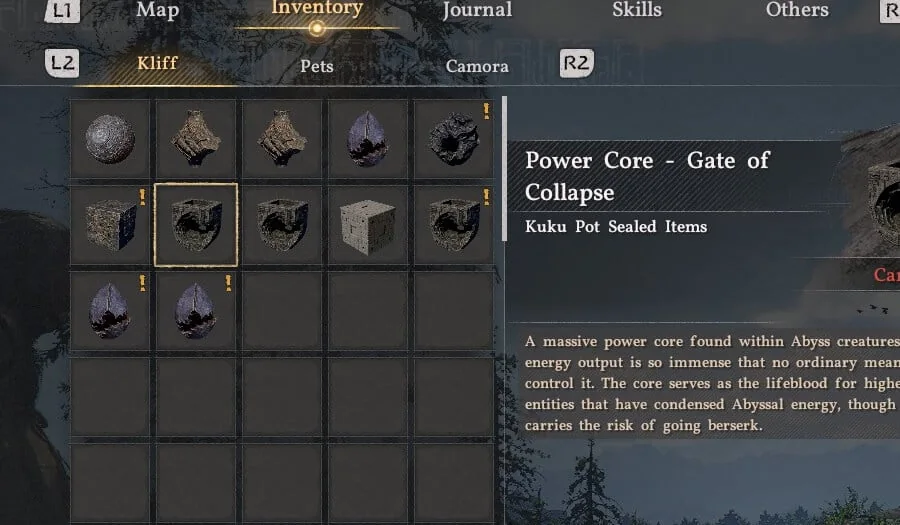 L1 Map Inventory Journal Skills Others
L2 Kliff Pets Camora R2
Power Core - Gate of
Collapse
Kuku Pot Sealed Items
A massive power core found within Abyss creatures
energy output is so immense that no ordinary
control it. The core serves as the lifeblood for
entities that have condensed Abyssal energy, though
carries the risk of going berserk.